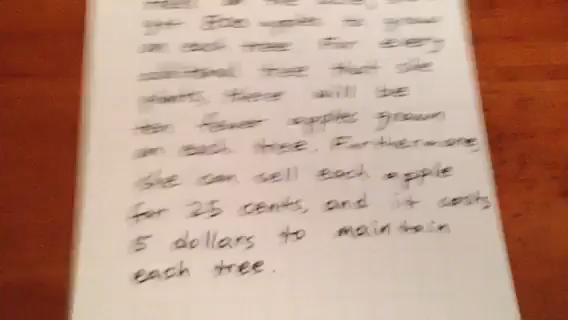 get 500 apples to grow
on each tree. For every
additional tree that she
plants, there will be
ten fewer apples grown
on each tree. Furthermore,
she can sell each apple
for 25 cents, and it costs
5 dollars to maintain
each tree.